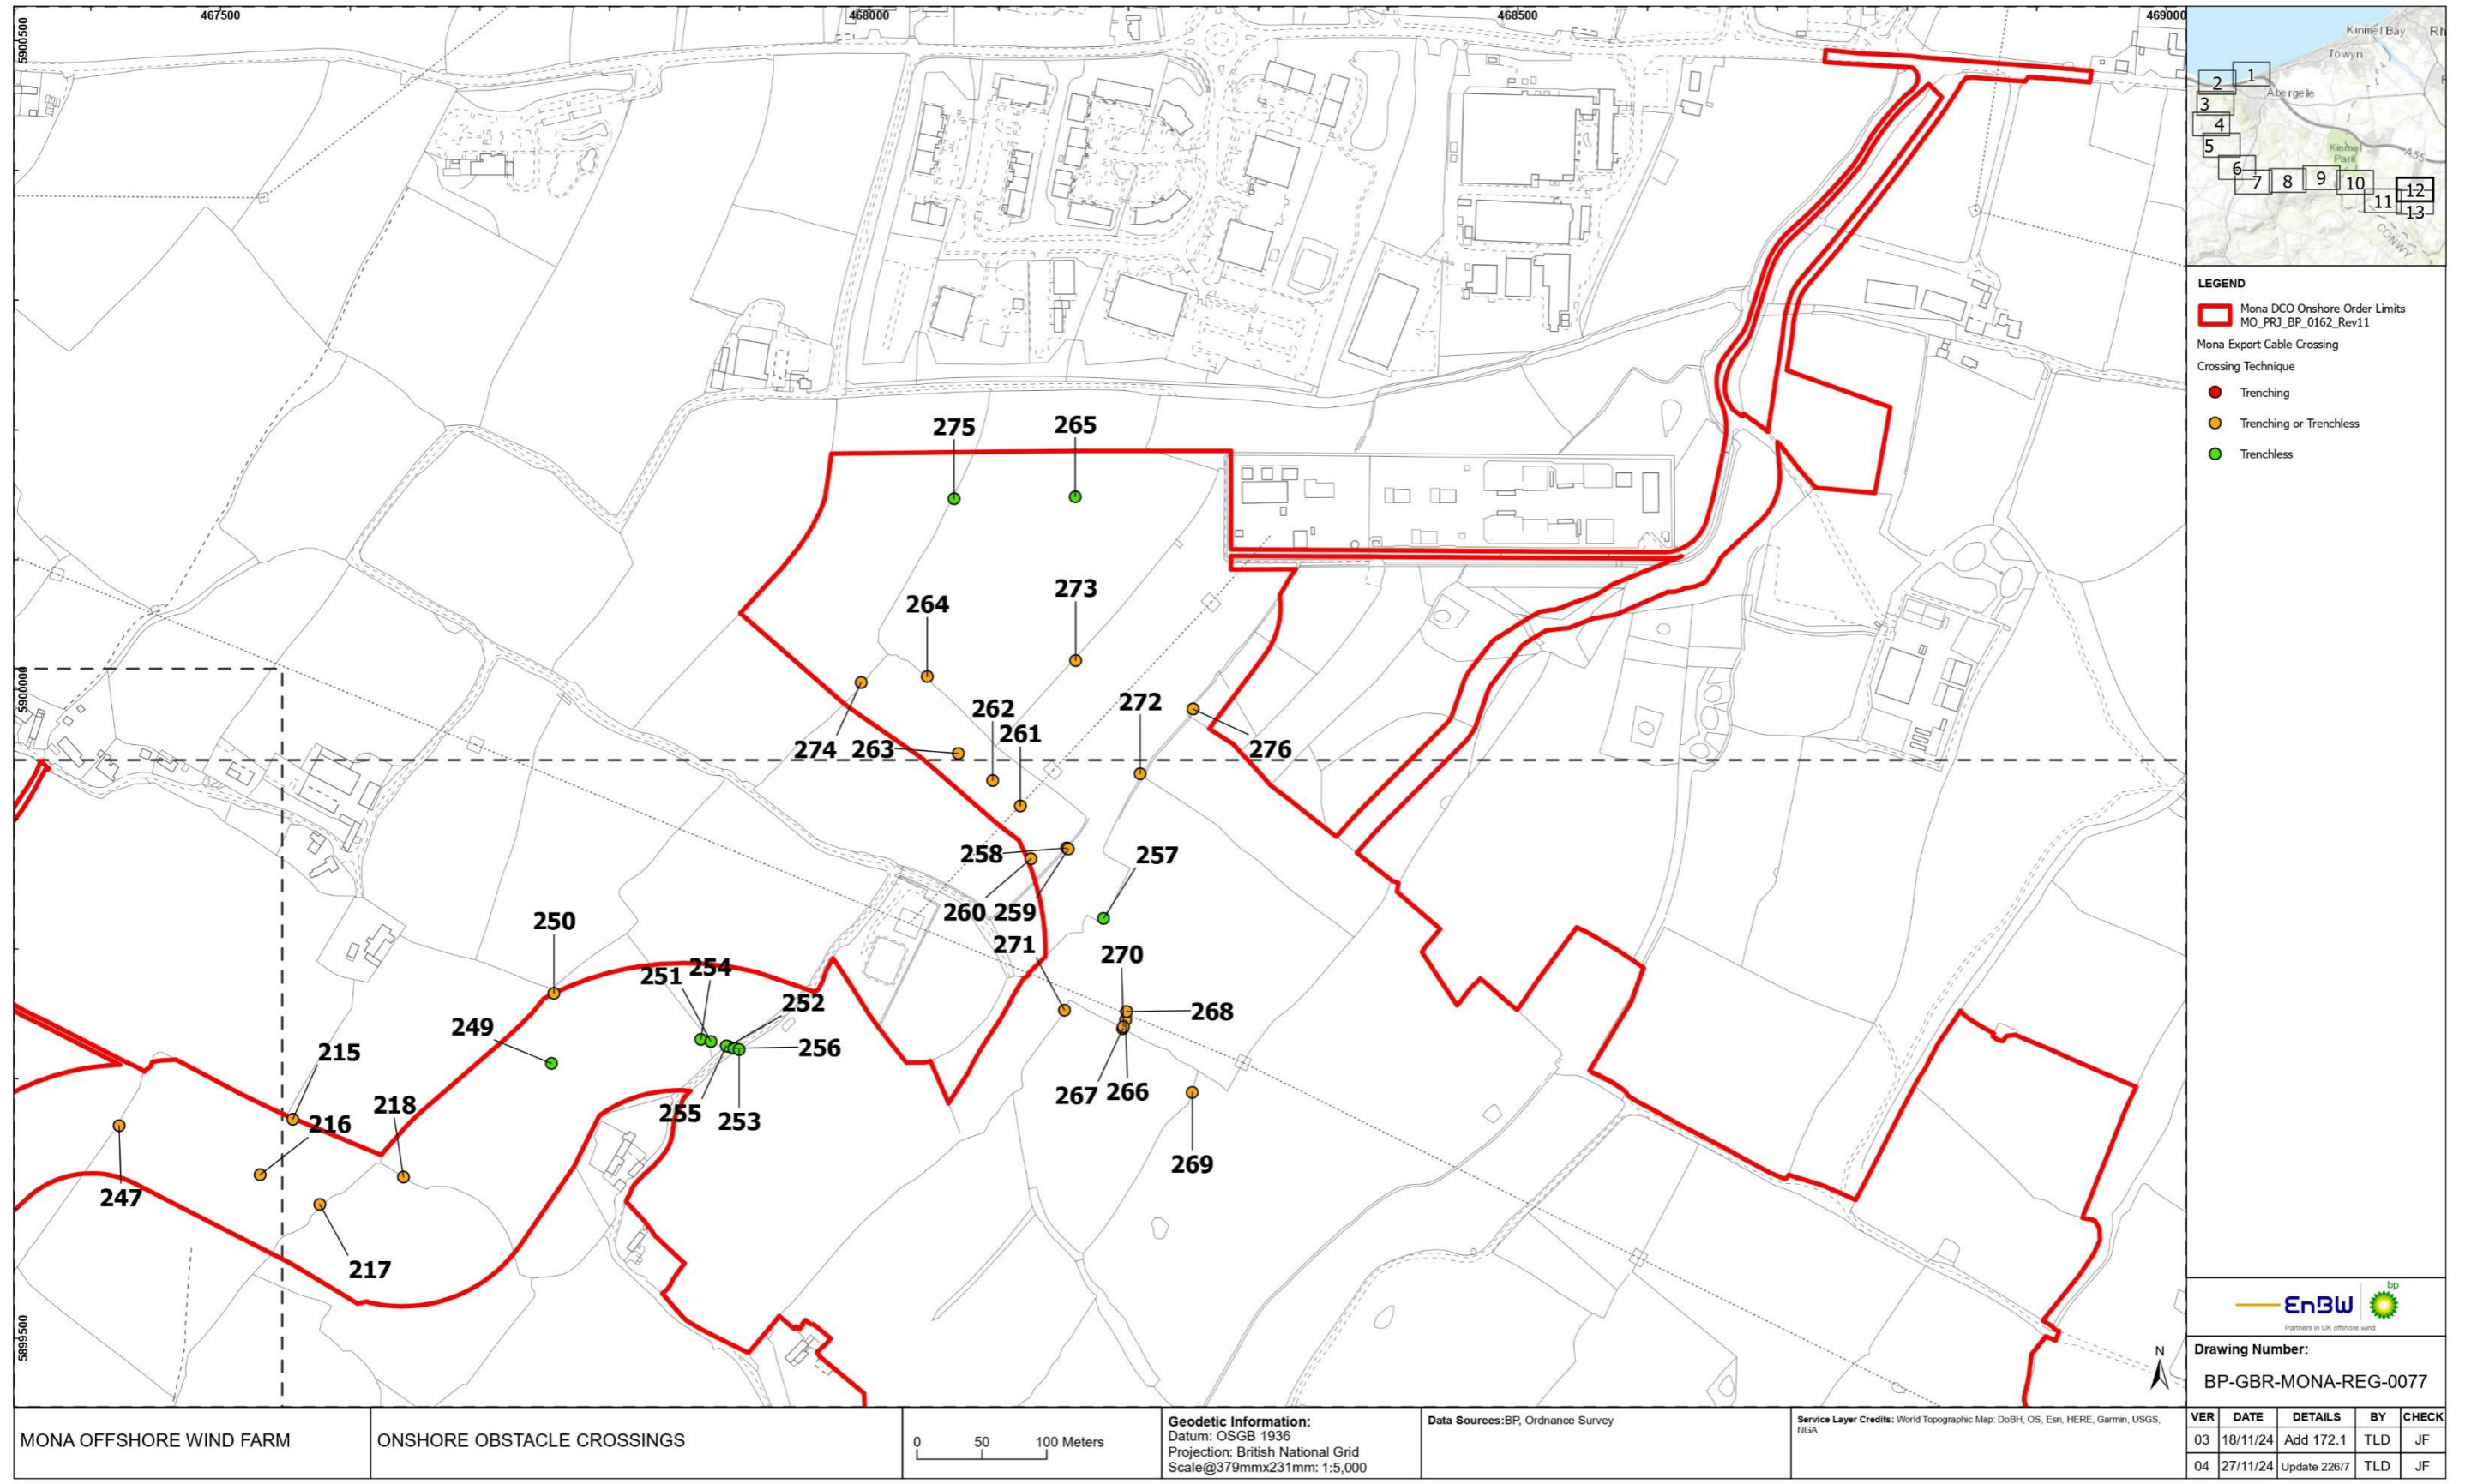 467500
468000
468500
469000
5900500
5900000
5899500
275
265
264
273
262
261
272
274
263
276
258
257
260
259
271
270
250
251
254
252
268
249
256
215
218
216
255
253
267
266
269
247
217
Kinmel Bay
Rh
Towyn
Abergele
Kinmel
Park
A55
CONWY
1
2
3
4
5
6
7
8
9
10
11
12
13
LEGEND
Mona DCO Onshore Order Limits
MO_PRJ_BP_0162_Rev11
Mona Export Cable Crossing
Crossing Technique
Trenching
Trenching or Trenchless
Trenchless
EnBW
bp
Partners in UK offshore wind
N
Drawing Number:
BP-GBR-MONA-REG-0077
VER DATE DETAILS BY CHECK
03 18/11/24 Add 172.1 TLD JF
04 27/11/24 Update 226/7 TLD JF
MONA OFFSHORE WIND FARM
ONSHORE OBSTACLE CROSSINGS
0 50 100 Meters
Geodetic Information:
Datum: OSGB 1936
Projection: British National Grid
Scale@379mmx231mm: 1:5,000
Data Sources:BP, Ordnance Survey
Service Layer Credits: World Topographic Map: DoBH, OS, Esri, HERE, Garmin, USGS,
NGA